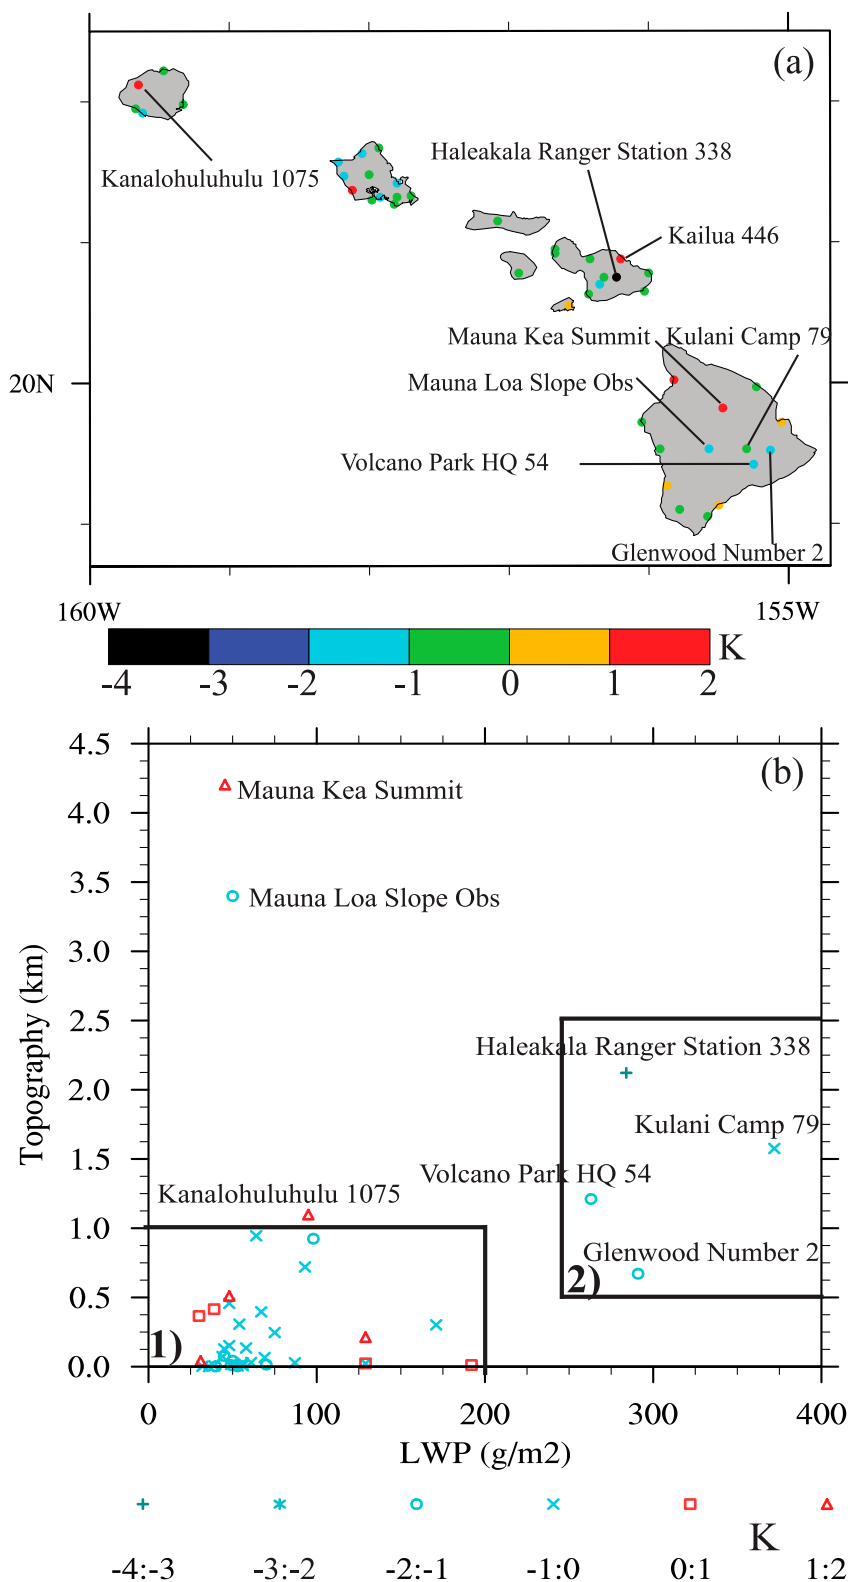 (a)
Haleakala Ranger Station 338
Kanalohuluhulu 1075
Kailua 446
Mauna Kea Summit
Kulani Camp 79
20N
Mauna Loa Slope Obs
Volcano Park HQ 54
Glenwood Number 2
160W
155W
K
-4 -3 -2 -1 0 1 2
(b)
4.5
Mauna Kea Summit
4.0
3.5
Mauna Loa Slope Obs
3.0
2.5
Haleakala Ranger Station 338
2.0
Kulani Camp 79
1.5
Volcano Park HQ 54
Kanalohuluhulu 1075
1.0
Glenwood Number 2
2)
0.5
1)
0.0
Topography (km)
0 100 200 300 400
LWP (g/m2)
K
-4:-3 -3:-2 -2:-1 -1:0 0:1 1:2